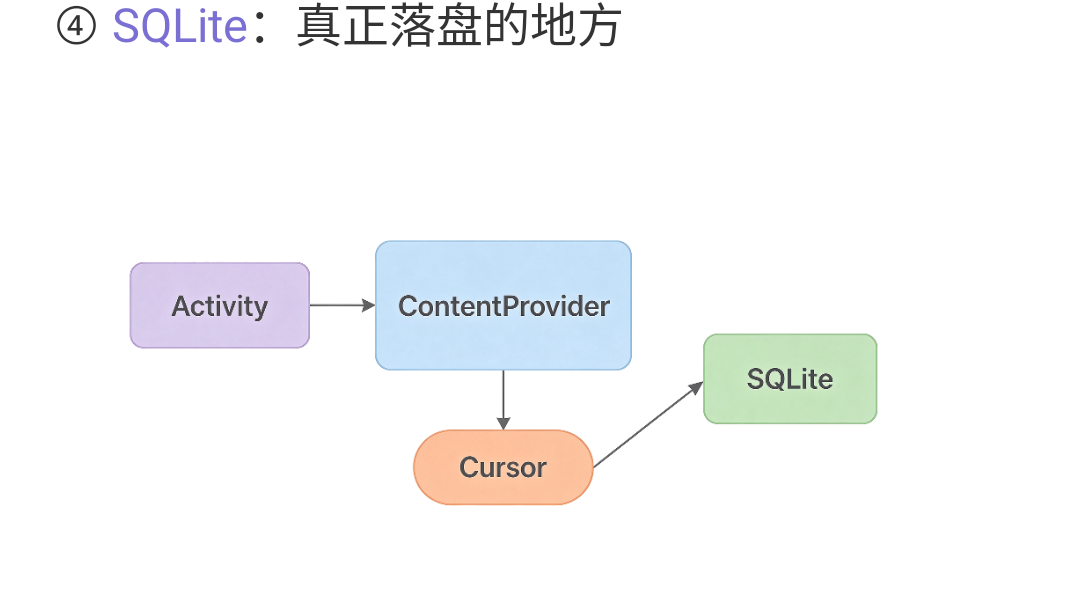 ④ SQLite：真正落盘的地方
Activity
ContentProvider
SQLite
Cursor